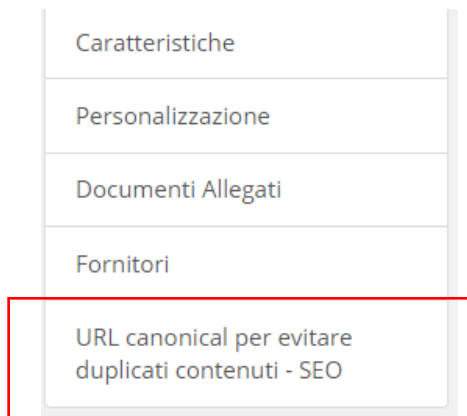 Caratteristiche
Personalizzazione
Documenti Allegati
Fornitori
URL canonical per evitare
duplicati contenuti - SEO